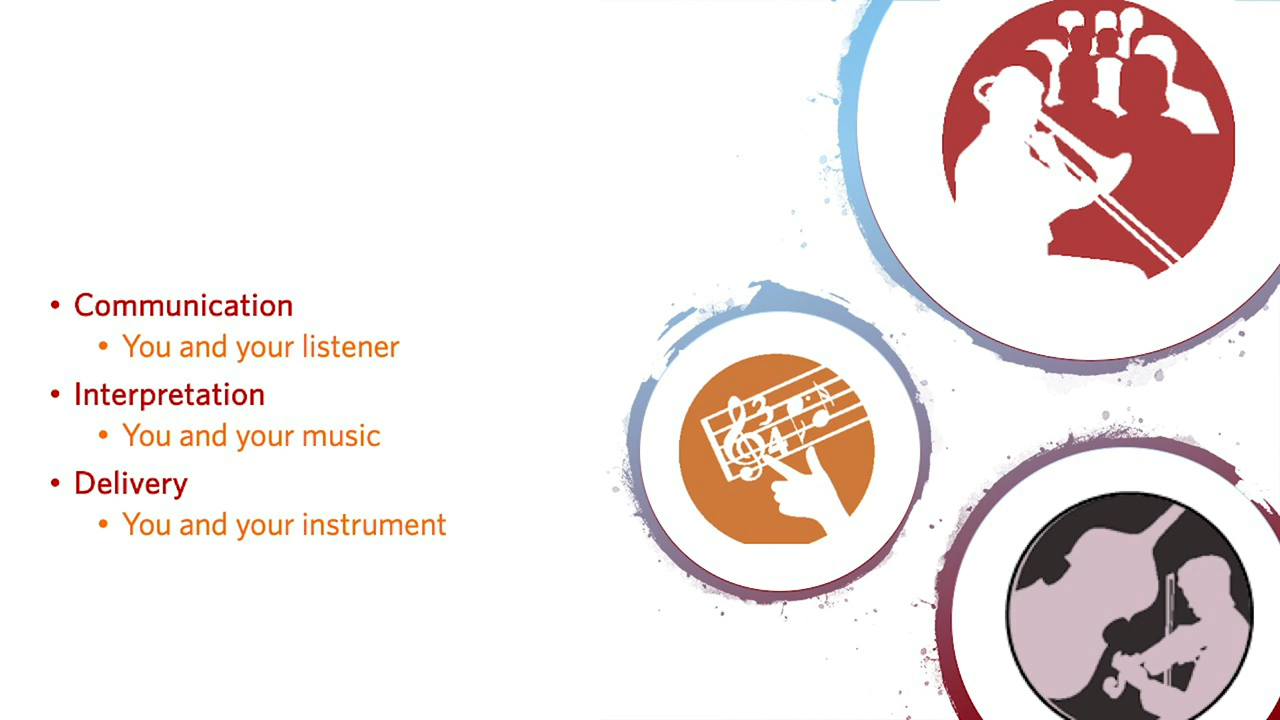 • Communication
• You and your listener
• Interpretation
• You and your music
• Delivery
• You and your instrument